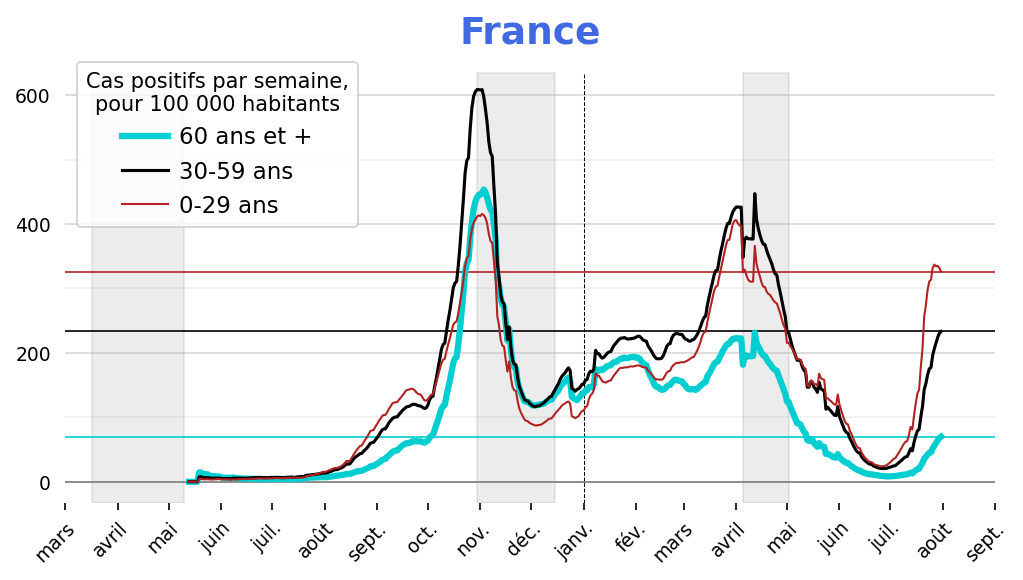 France
Cas positifs par semaine,
pour 100 000 habitants
60 ans et +
30-59 ans
0-29 ans
600
400
200
0
mars avril mai juin juil. août sept. oct. nov. déc. janv. fév. mars avril mai juin juil. août sept.